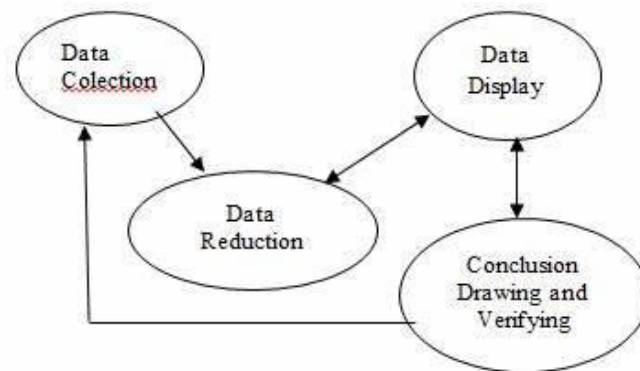 Data
Colection
Data
Display
Data
Reduction
Conclusion
Drawing and
Verifying